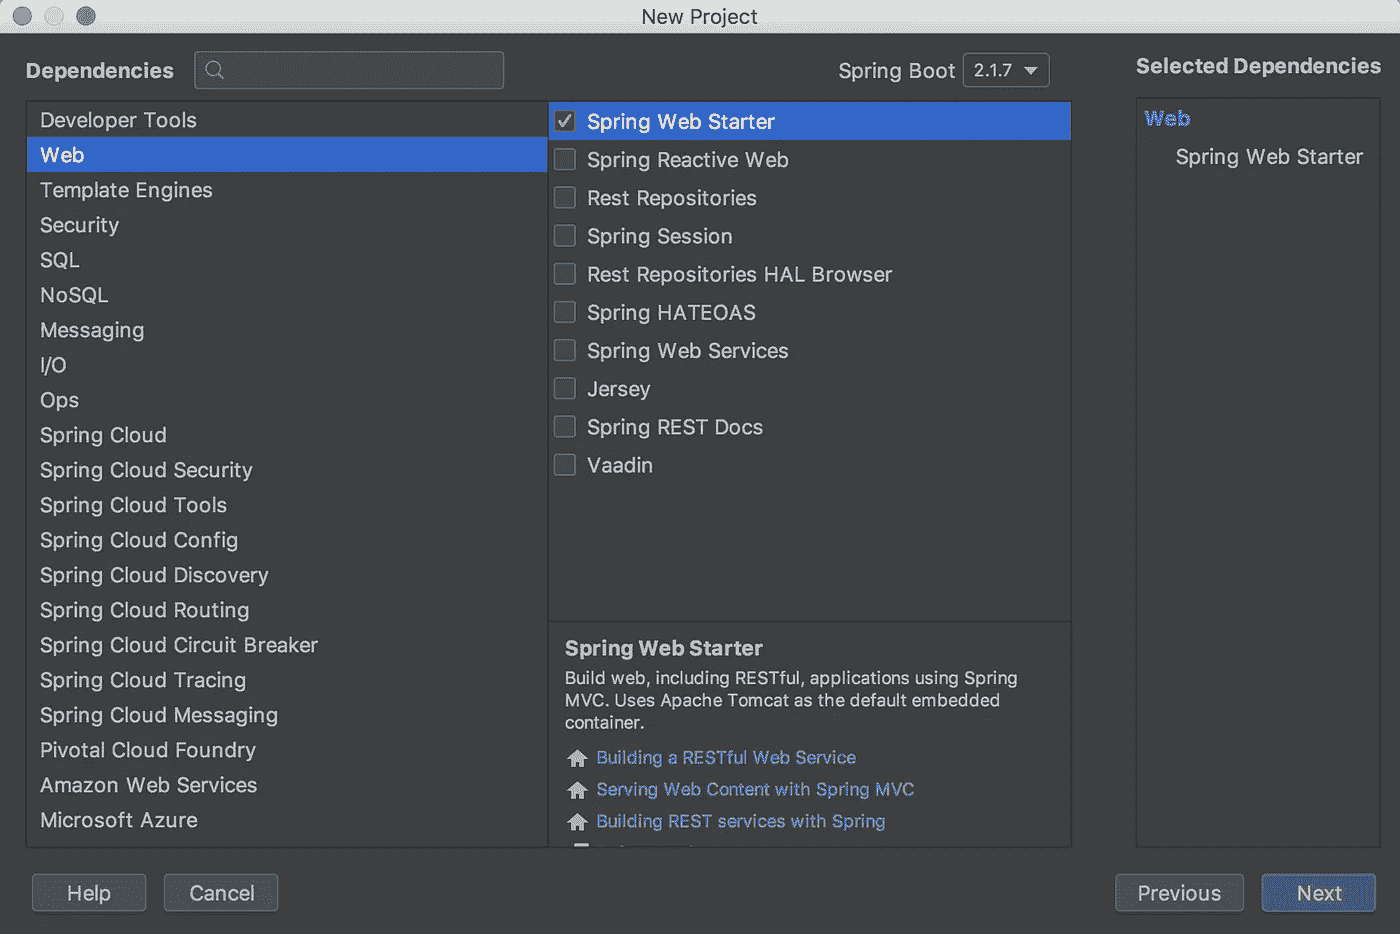 New Project
Dependencies
Spring Boot 2.1.7
Selected Dependencies
Developer Tools
Web
Template Engines
Security
SQL
NoSQL
Messaging
I/O
Ops
Spring Cloud
Spring Cloud Security
Spring Cloud Tools
Spring Cloud Config
Spring Cloud Discovery
Spring Cloud Routing
Spring Cloud Circuit Breaker
Spring Cloud Tracing
Spring Cloud Messaging
Pivotal Cloud Foundry
Amazon Web Services
Microsoft Azure
Spring Web Starter
Spring Reactive Web
Rest Repositories
Spring Session
Rest Repositories HAL Browser
Spring HATEOAS
Spring Web Services
Jersey
Spring REST Docs
Vaadin
Spring Web Starter
Build web, including RESTful, applications using Spring
MVC. Uses Apache Tomcat as the default embedded
container.
Building a RESTful Web Service
Serving Web Content with Spring MVC
Building REST services with Spring
Web
Spring Web Starter
Help
Cancel
Previous
Next